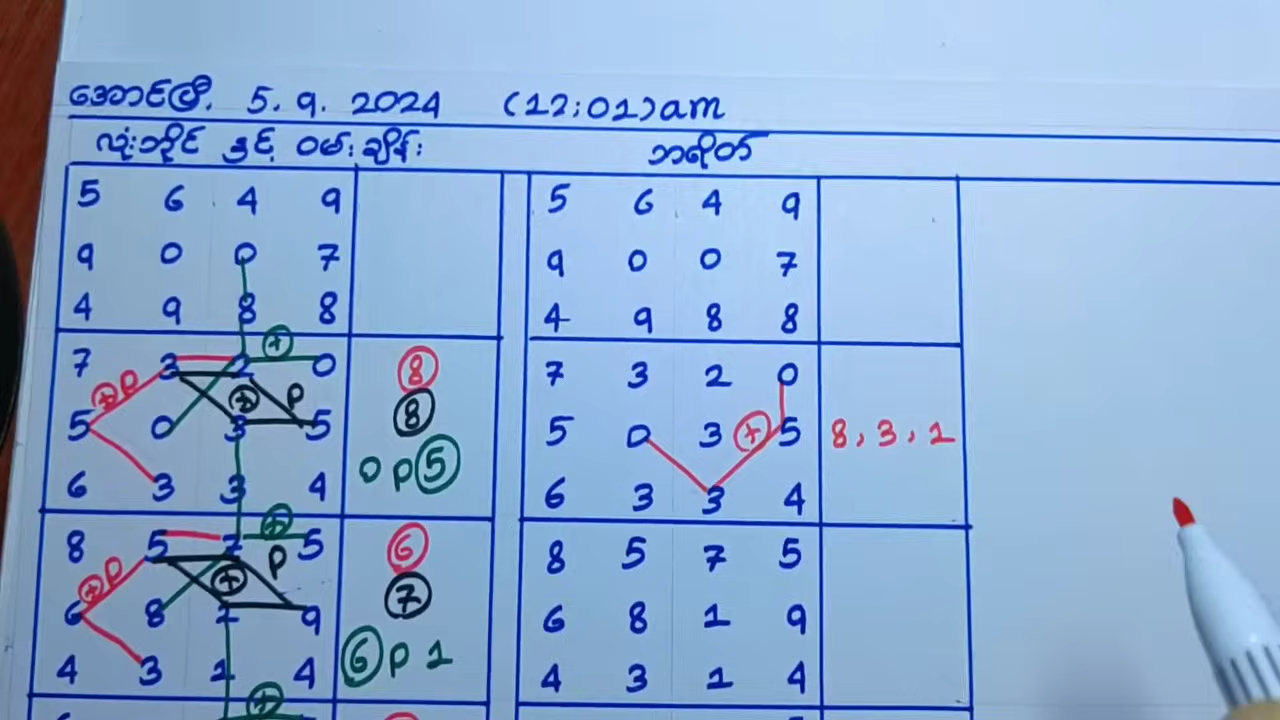 အောင်ဗြီး. 5. 9. 2024 (12:01)am
လုံးဘိုင် နှင့် ဝမ်းချိန်း ဘရိတ်
5 6 4 9 5 6 4 9
9 0 0 7 9 0 0 7
4 9 8 8 4 9 8 8
7 3 2 + 0 8 7 3 2 0
+ P + P
5 0 3 5 8 5 0 3 + 5 8, 3, 1
0 P 5
6 3 3 4 6 3 3 4
+
8 5 7 5 6 8 5 7 5
+ P + P
6 8 1 9 7 6 8 1 9
4 3 1 4 6 P 1 4 3 1 4
+